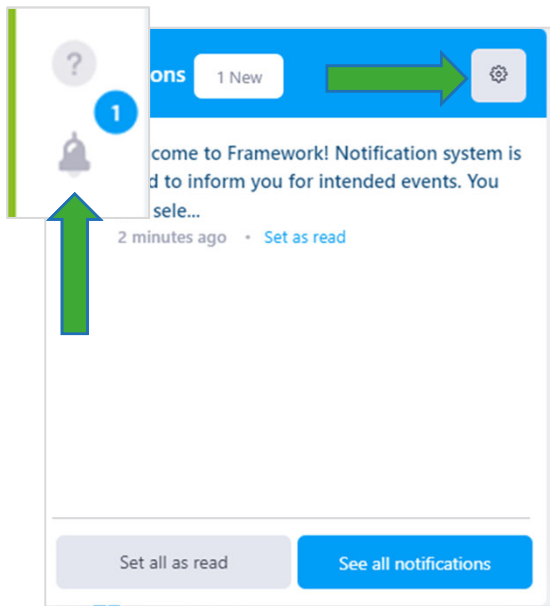 ?
1
ons
1 New
come to Framework! Notification system is
d to inform you for intended events. You
sele...
2 minutes ago • Set as read
Set all as read
See all notifications